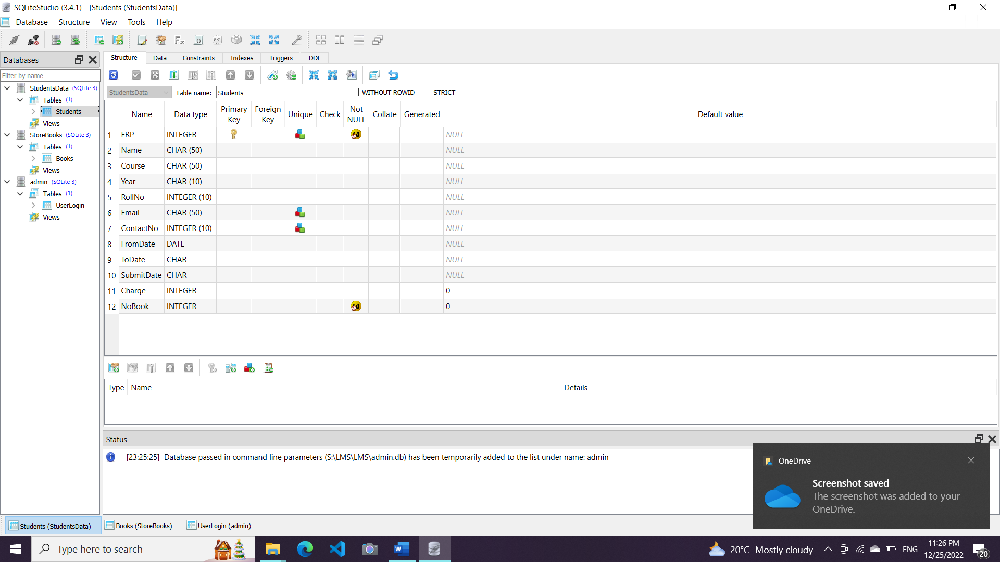 SQLiteStudio (3.4.1) - [Students (StudentsData)]
Database Structure View Tools Help
Databases
Filter by name
StudentsData (SQLite 3)
Tables (1)
Students
Views
StoreBooks (SQLite 3)
Tables (1)
Books
Views
admin (SQLite 3)
Tables (1)
UserLogin
Views
Structure Data Constraints Indexes Triggers DDL
StudentsData Table name: Students WITHOUT ROWID STRICT
Name Data type Primary Key Foreign Key Unique Check Not NULL Collate Generated Default value
1 ERP INTEGER NULL
2 Name CHAR (50) NULL
3 Course CHAR (50) NULL
4 Year CHAR (10) NULL
5 RollNo INTEGER (10) NULL
6 Email CHAR (50) NULL
7 ContactNo INTEGER (10) NULL
8 FromDate DATE NULL
9 ToDate CHAR NULL
10 SubmitDate CHAR NULL
11 Charge INTEGER 0
12 NoBook INTEGER 0
Type Name Details
Status
[23:25:25] Database passed in command line parameters (S:\LMS\LMS\admin.db) has been temporarily added to the list under name: admin
OneDrive
Screenshot saved
The screenshot was added to your
OneDrive.
Students (StudentsData) Books (StoreBooks) UserLogin (admin)
Type here to search
20°C Mostly cloudy ENG
11:26 PM
12/25/2022
20